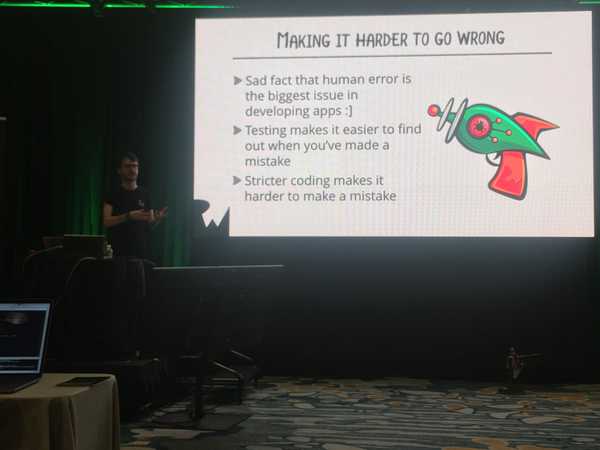 MAKING IT HARDER TO GO WRONG
Sad fact that human error is
the biggest issue in
developing apps :]
Testing makes it easier to find
out when you've made a
mistake
Stricter coding makes it
harder to make a mistake